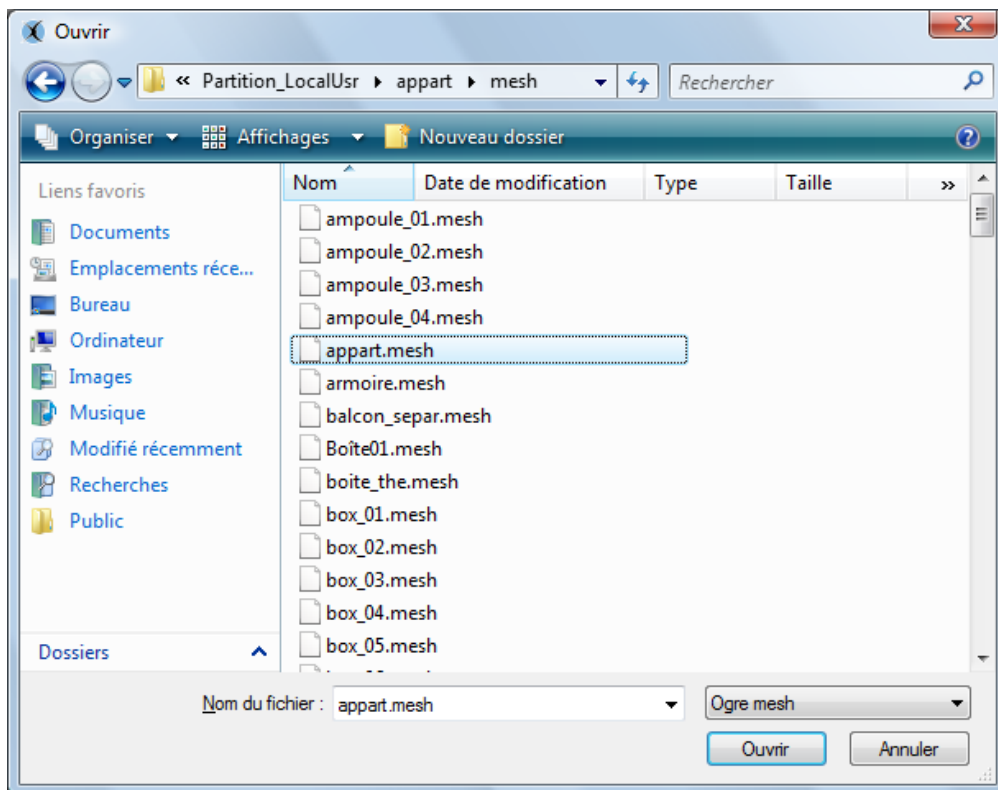 Ouvrir
« Partition_LocalUsr appart mesh Rechercher
Organiser Affichages Nouveau dossier
Liens favoris
Documents
Emplacements réce...
Bureau
Ordinateur
Images
Musique
Modifié récemment
Recherches
Public
Dossiers
Nom Date de modification Type Taille »
ampoule_01.mesh
ampoule_02.mesh
ampoule_03.mesh
ampoule_04.mesh
appart.mesh
armoire.mesh
balcon_separ.mesh
Boîte01.mesh
boite_the.mesh
box_01.mesh
box_02.mesh
box_03.mesh
box_04.mesh
box_05.mesh
Nom du fichier : appart.mesh Ogre mesh
Ouvrir Annuler